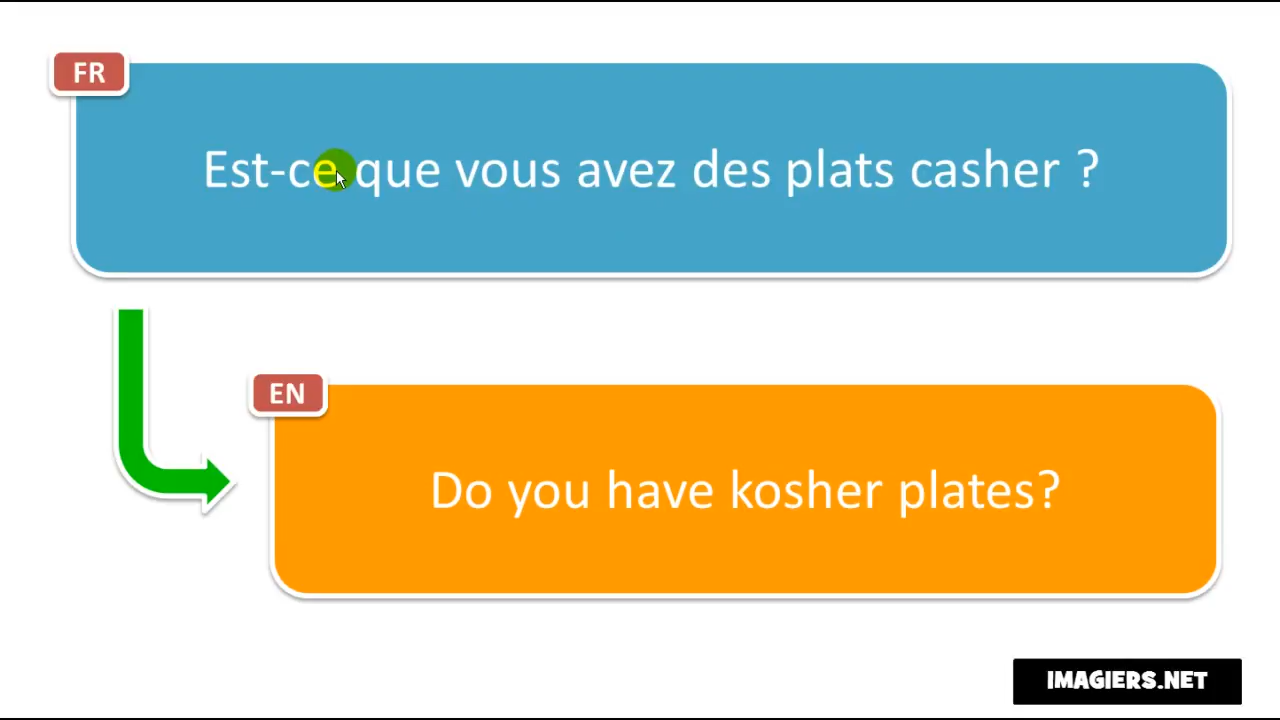 FR
Est-ce que vous avez des plats casher ?
EN
Do you have kosher plates?
IMAGIERS.NET